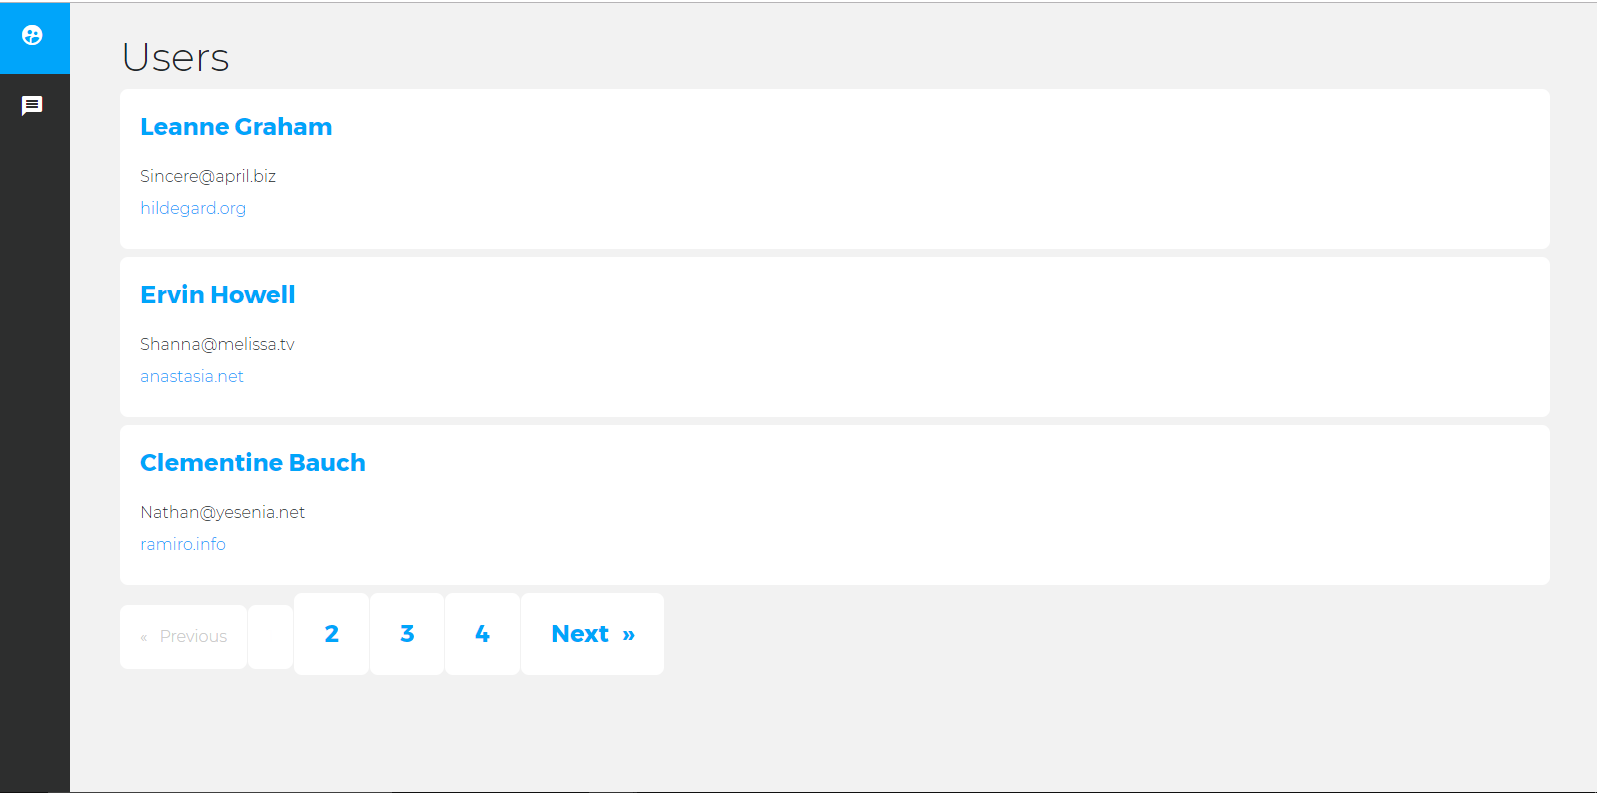 Users
Leanne Graham
Sincere@april.biz
hildegard.org
Ervin Howell
Shanna@melissa.tv
anastasia.net
Clementine Bauch
Nathan@yesenia.net
ramiro.info
« Previous 2 3 4 Next »